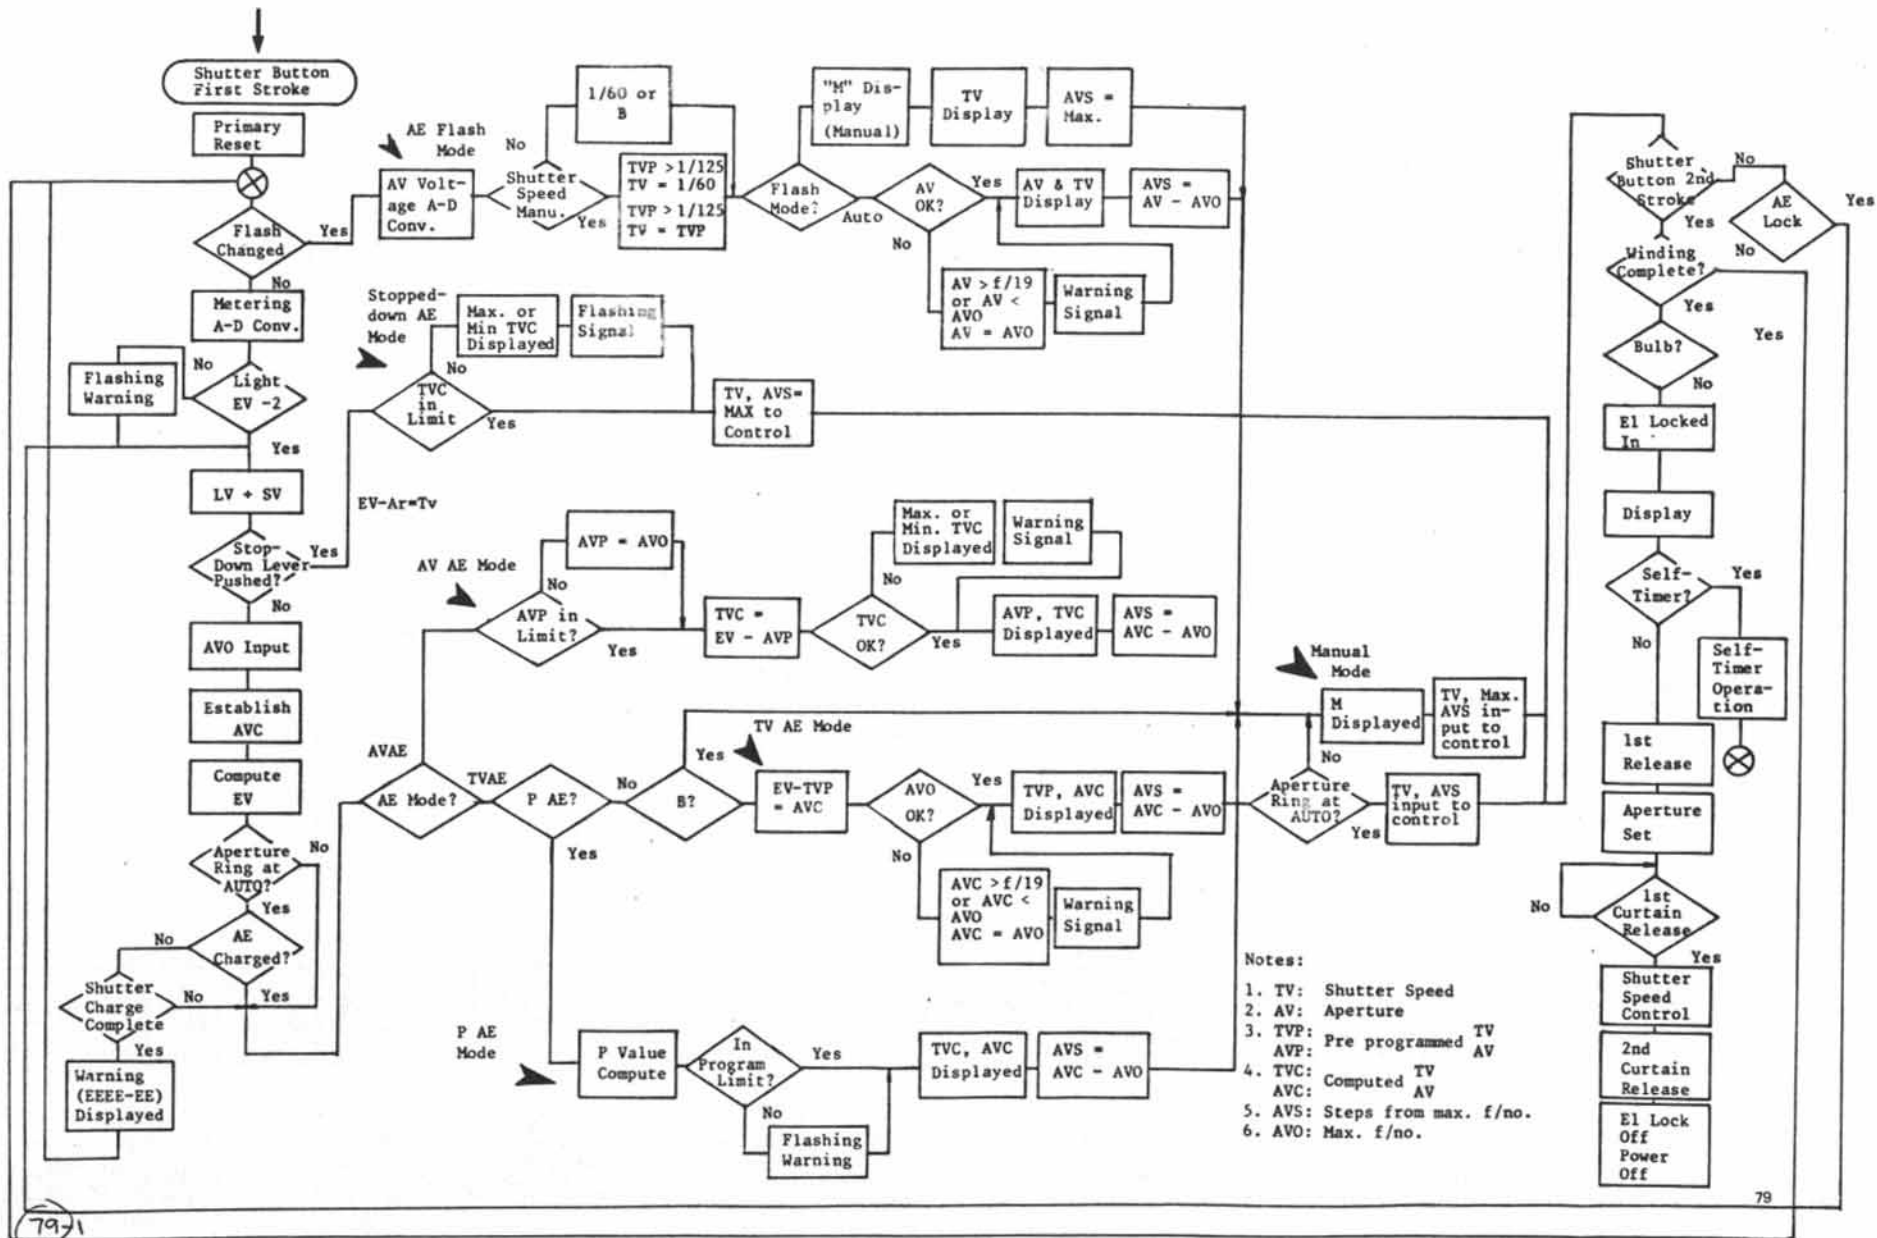 Shutter Button
First Stroke
Primary
Reset
Flash
Changed
Yes
No
Metering
A-D Conv.
No
Flashing
Warning
Light
EV -2
Yes
LV + SV
Stop-
Down Lever
Pushed?
Yes
No
AVO Input
Establish
AVC
Compute
EV
Aperture
Ring at
AUTO?
No
Yes
AE
Charged?
No
Yes
Shutter
Charge
Complete
No
Yes
Warning
(EEEE-EE)
Displayed
AE Flash
Mode
AV Volt-
age A-D
Conv.
No
Shutter
Speed
Manu.
Yes
1/60 or
B
TVP > 1/125
TV = 1/60
TVP > 1/125
TV = TVP
Flash
Mode?
Auto
"M" Dis-
play
(Manual)
TV
Display
AVS =
Max.
AV
OK?
Yes
No
AV & TV
Display
AVS =
AV - AVO
AV > f/19
or AV <
AVO
AV = AVO
Warning
Signal
Stopped-
down AE
Mode
Max. or
Min TVC
Displayed
Flashing
Signal
No
TVC
in
Limit
Yes
TV, AVS=
MAX to
Control
EV-Ar=Tv
AV AE Mode
AVP = AVO
No
AVP in
Limit?
Yes
TVC =
EV - AVP
TVC
OK?
No
Yes
Max. or
Min. TVC
Displayed
Warning
Signal
AVP, TVC
Displayed
AVS =
AVC - AVO
AVAE
AE Mode?
TVAE
P AE?
No
Yes
B?
Yes
TV AE Mode
EV-TVP
= AVC
AVO
OK?
Yes
No
TVP, AVC
Displayed
AVS =
AVC - AVO
AVC > f/19
or AVC <
AVO
AVC = AVO
Warning
Signal
Manual
Mode
M
Displayed
TV, Max.
AVS in-
put to
control
No
Aperture
Ring at
AUTO?
Yes
TV, AVS
input to
control
P AE
Mode
P Value
Compute
In
Program
Limit?
Yes
No
Flashing
Warning
TVC, AVC
Displayed
AVS =
AVC - AVO
Shutter
Button 2nd
Stroke
No
Yes
AE
Lock
Yes
No
Winding
Complete?
Yes
Yes
Bulb?
No
El Locked
In
Display
Self-
Timer?
Yes
No
Self-
Timer
Opera-
tion
1st
Release
Aperture
Set
1st
Curtain
Release
No
Yes
Shutter
Speed
Control
2nd
Curtain
Release
El Lock
Off
Power
Off
Notes:
1. TV: Shutter Speed
2. AV: Aperture
3. TVP: Pre programmed TV
AVP: AV
4. TVC: Computed TV
AVC: AV
5. AVS: Steps from max. f/no.
6. AVO: Max. f/no.
79
79-1